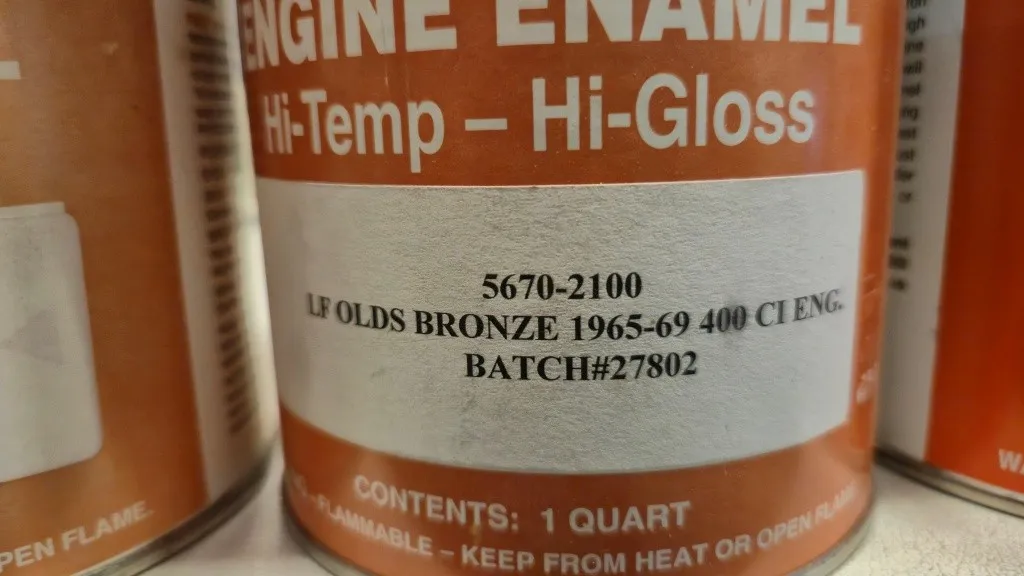 ENGINE ENAMEL
Hi-Temp – Hi-Gloss
5670-2100
LF OLDS BRONZE 1965-69 400 CI ENG.
BATCH#27802
CONTENTS: 1 QUART
FLAMMABLE – KEEP FROM HEAT OR OPEN FLAME
OPEN FLAME.